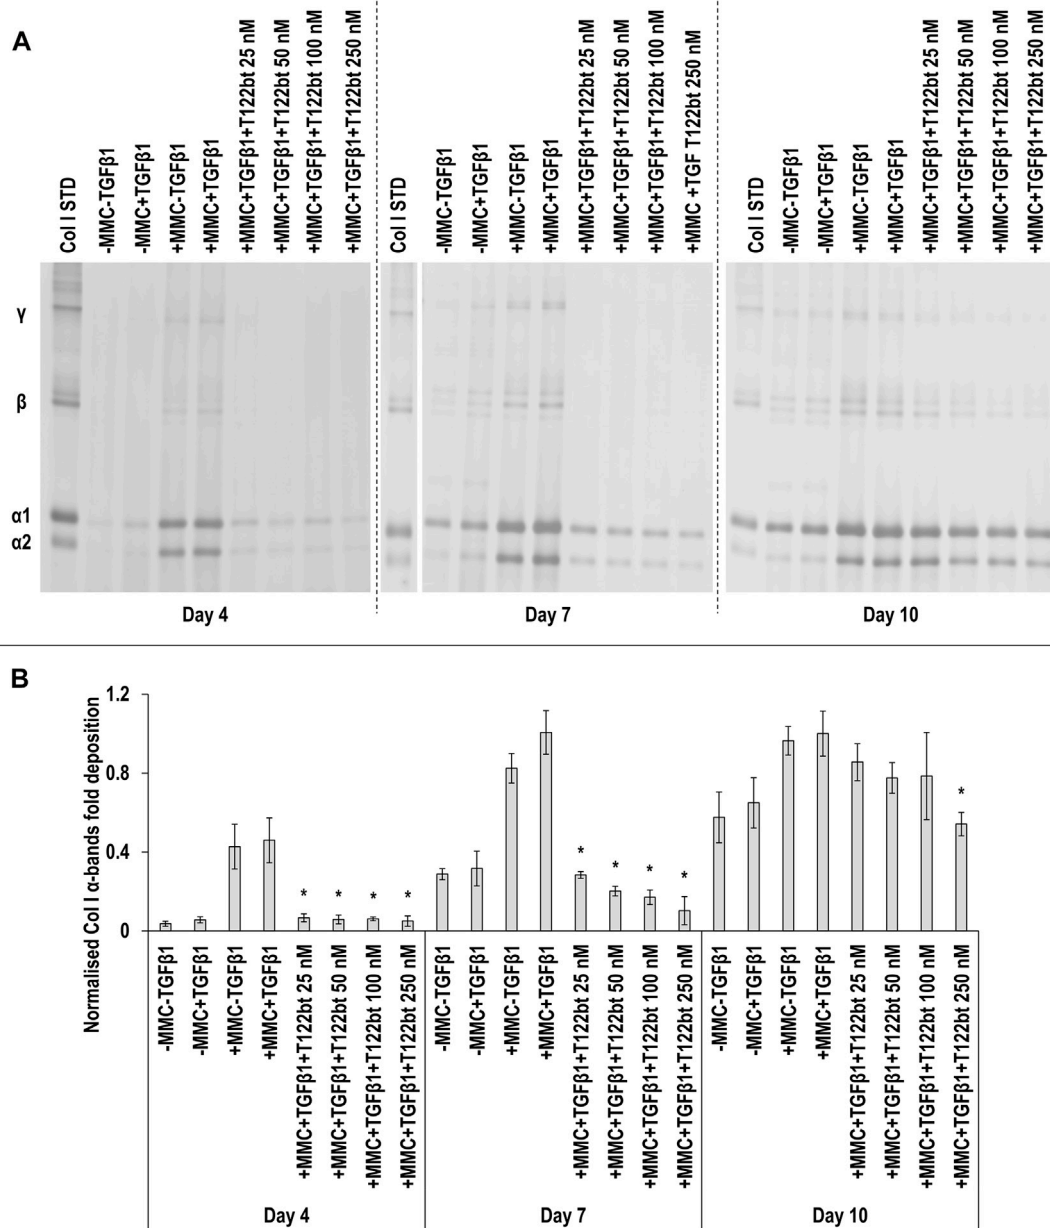 A
Col I STD
-MMC-TGFβ1
-MMC+TGFβ1
+MMC-TGFβ1
+MMC+TGFβ1
+MMC+TGFβ1+T122bt 25 nM
+MMC+TGFβ1+T122bt 50 nM
+MMC+TGFβ1+T122bt 100 nM
+MMC+TGFβ1+T122bt 250 nM
Col I STD
-MMC-TGFβ1
-MMC+TGFβ1
+MMC-TGFβ1
+MMC+TGFβ1
+MMC+TGFβ1+T122bt 25 nM
+MMC+TGFβ1+T122bt 50 nM
+MMC+TGFβ1+T122bt 100 nM
+MMC +TGF T122bt 250 nM
Col I STD
-MMC-TGFβ1
-MMC+TGFβ1
+MMC-TGFβ1
+MMC+TGFβ1
+MMC+TGFβ1+T122bt 25 nM
+MMC+TGFβ1+T122bt 50 nM
+MMC+TGFβ1+T122bt 100 nM
+MMC+TGFβ1+T122bt 250 nM
γ
β
α1
α2
Day 4
Day 7
Day 10
B
Normalised Col I α-bands fold deposition
1.2
0.8
0.4
0
* * * *
* * * *
*
-MMC-TGFβ1
-MMC+TGFβ1
+MMC-TGFβ1
+MMC+TGFβ1
+MMC+TGFβ1+T122bt 25 nM
+MMC+TGFβ1+T122bt 50 nM
+MMC+TGFβ1+T122bt 100 nM
+MMC+TGFβ1+T122bt 250 nM
-MMC-TGFβ1
-MMC+TGFβ1
+MMC-TGFβ1
+MMC+TGFβ1
+MMC+TGFβ1+T122bt 25 nM
+MMC+TGFβ1+T122bt 50 nM
+MMC+TGFβ1+T122bt 100 nM
+MMC+TGFβ1+T122bt 250 nM
-MMC-TGFβ1
-MMC+TGFβ1
+MMC-TGFβ1
+MMC+TGFβ1
+MMC+TGFβ1+T122bt 25 nM
+MMC+TGFβ1+T122bt 50 nM
+MMC+TGFβ1+T122bt 100 nM
+MMC+TGFβ1+T122bt 250 nM
Day 4
Day 7
Day 10